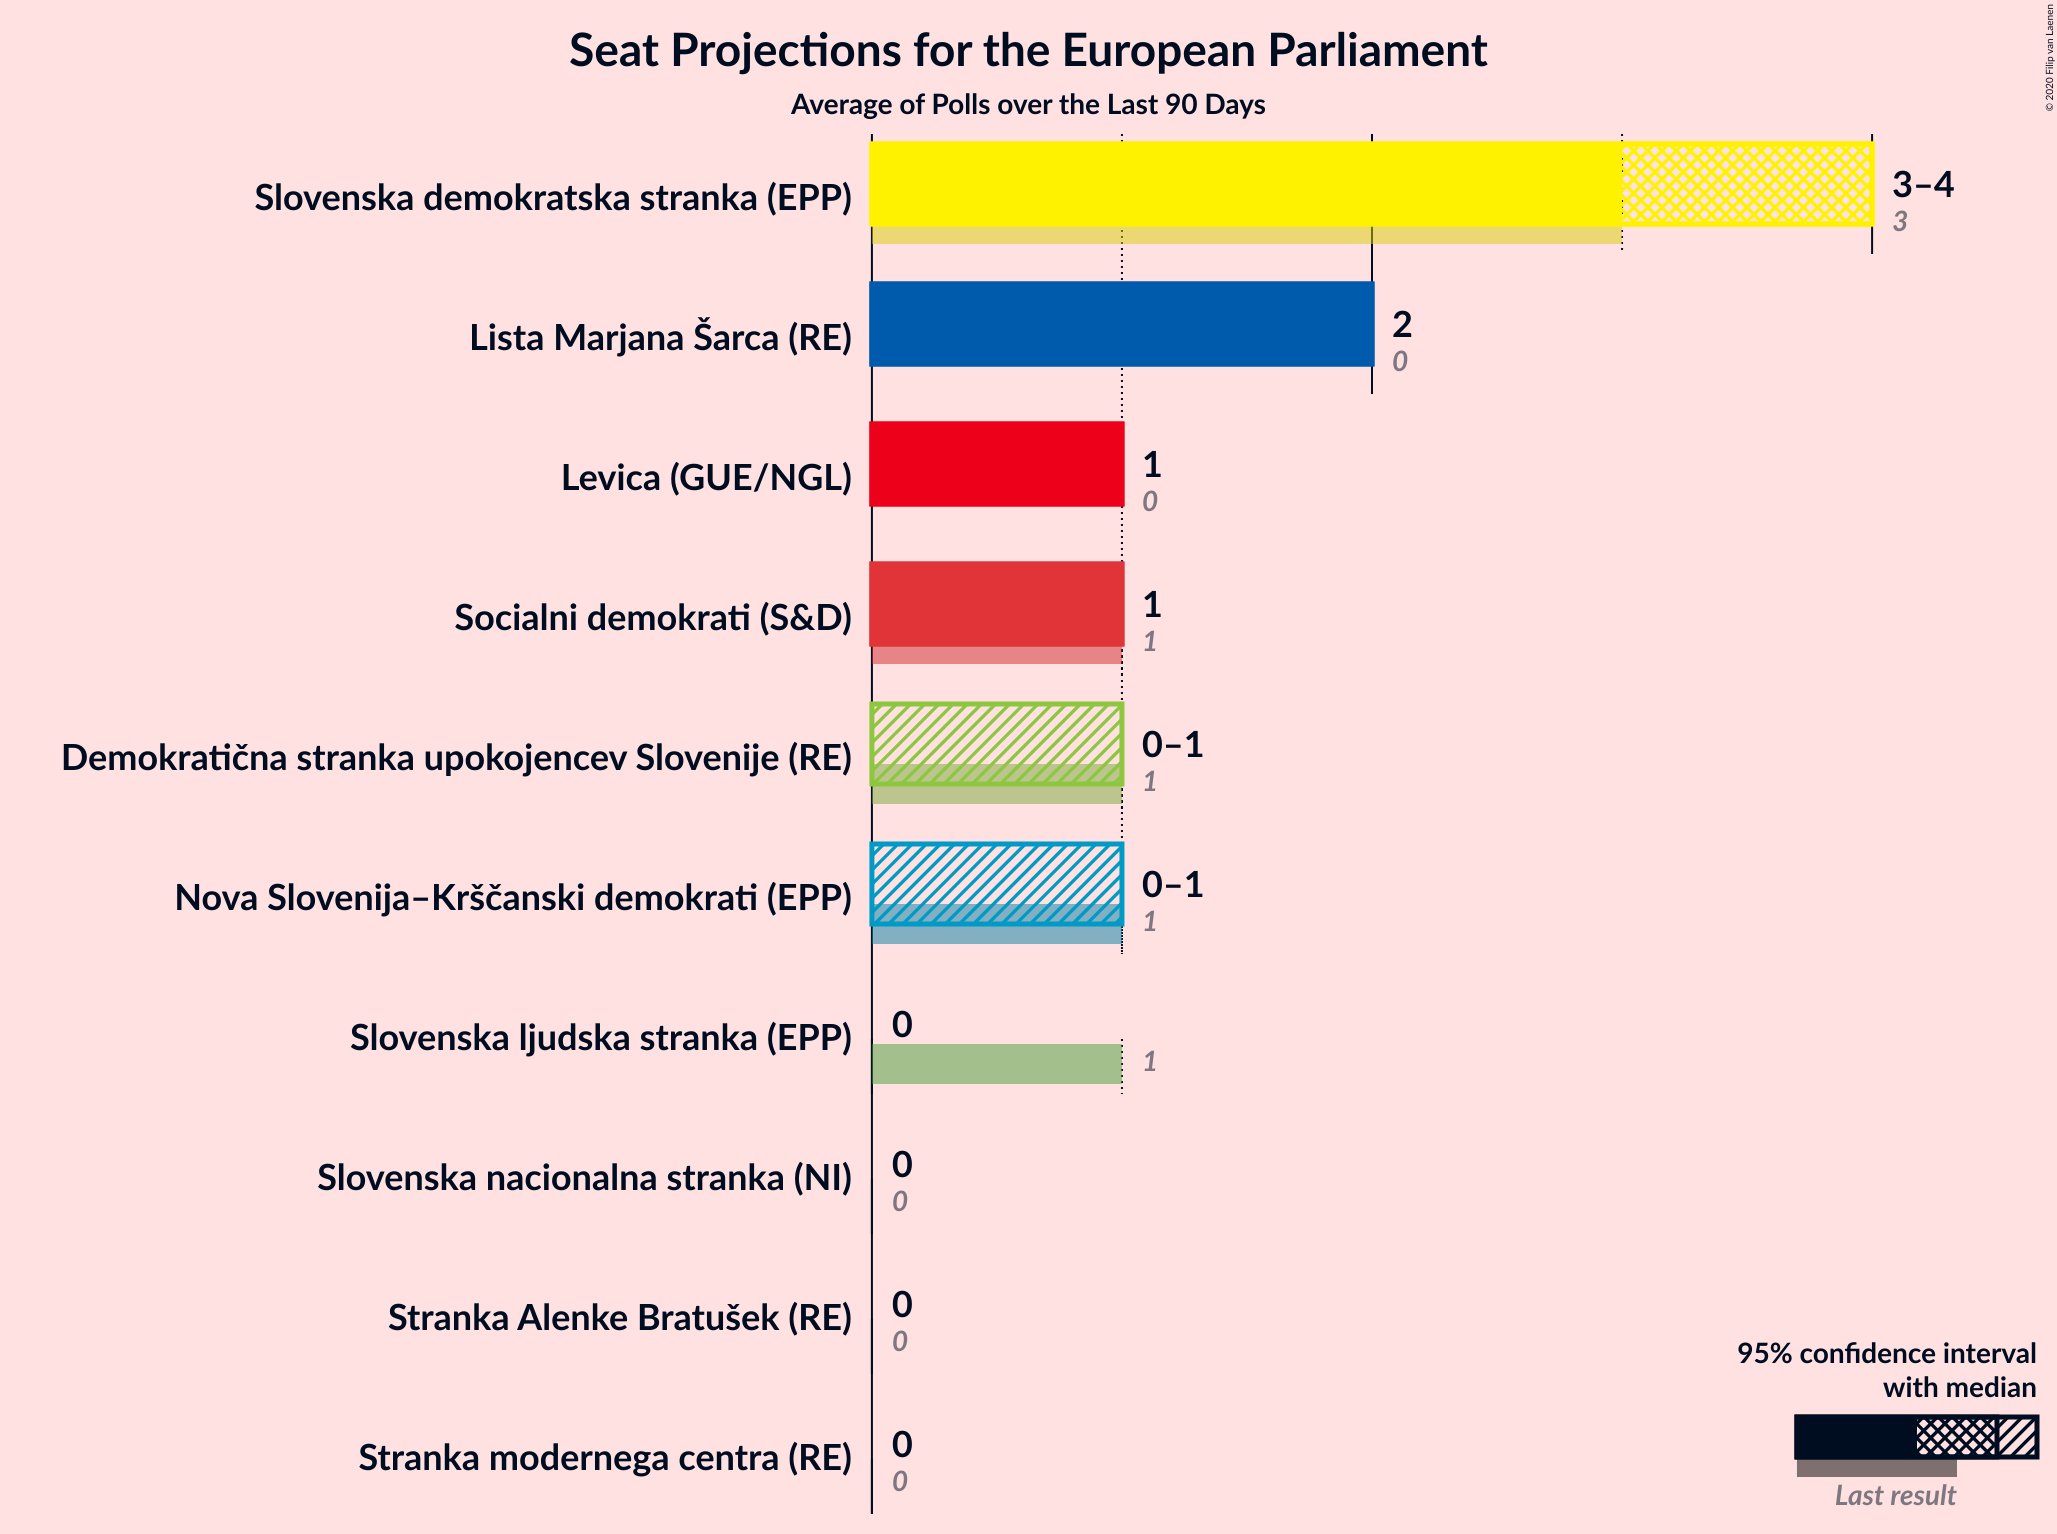 Seat Projections for the European Parliament
Average of Polls over the Last 90 Days
© 2020 Filip van Laenen
Slovenska demokratska stranka (EPP)
3–4
3
Lista Marjana Šarca (RE)
2
0
Levica (GUE/NGL)
1
0
Socialni demokrati (S&D)
1
1
Demokratična stranka upokojencev Slovenije (RE)
0–1
1
Nova Slovenija–Krščanski demokrati (EPP)
0–1
1
Slovenska ljudska stranka (EPP)
0
1
Slovenska nacionalna stranka (NI)
0
0
Stranka Alenke Bratušek (RE)
0
0
Stranka modernega centra (RE)
0
0
95% confidence interval
with median
Last result